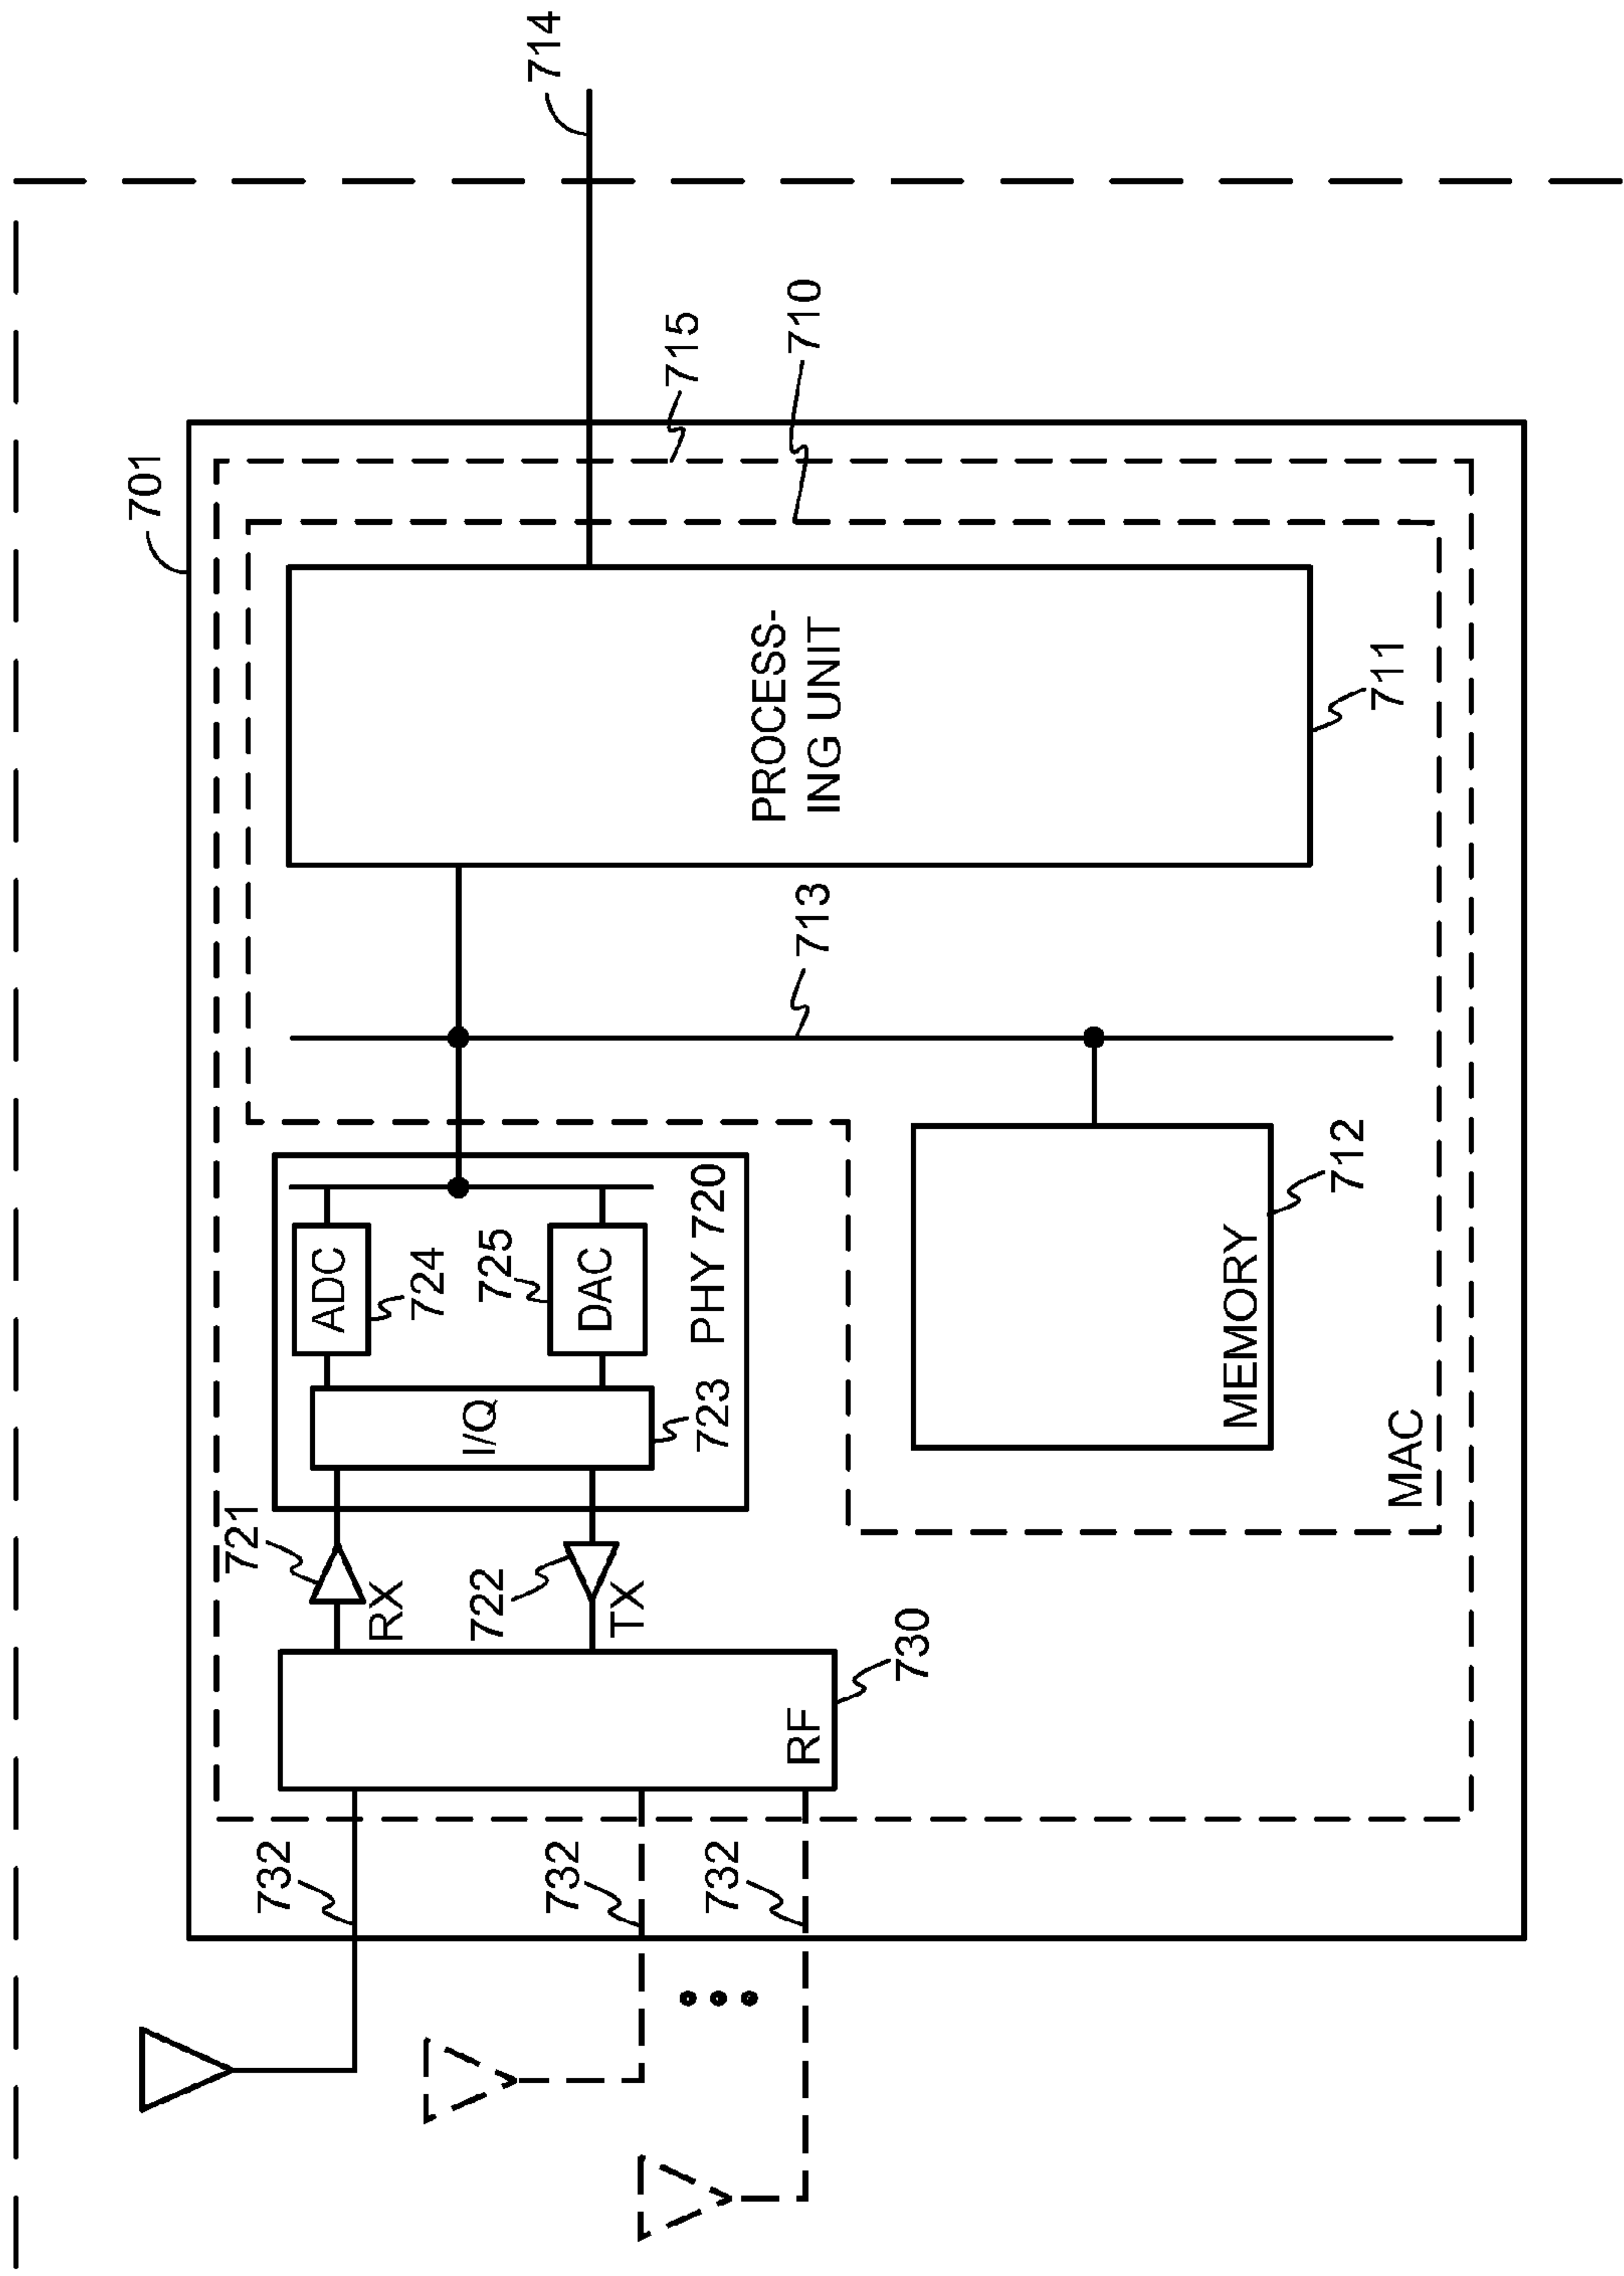 701
714
715
710
PROCESS-
ING UNIT
711
713
ADC
724
725
DAC
PHY 720
I/Q
723
712
MEMORY
MAC
721
RX
722
TX
730
RF
732
732
732